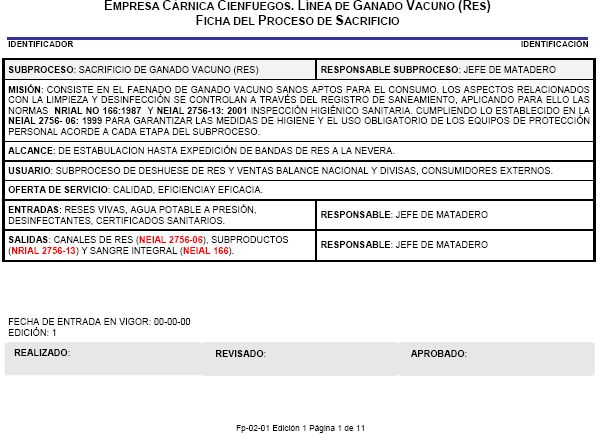 EMPRESA CÁRNICA CIENFUEGOS. LÍNEA DE GANADO VACUNO (RES)
FICHA DEL PROCESO DE SACRIFICIO
IDENTIFICADOR IDENTIFICACIÓN
SUBPROCESO: SACRIFICIO DE GANADO VACUNO (RES) RESPONSABLE SUBPROCESO: JEFE DE MATADERO
MISIÓN: CONSISTE EN EL FAENADO DE GANADO VACUNO SANOS APTOS PARA EL CONSUMO. LOS ASPECTOS RELACIONADOS
CON LA LIMPIEZA Y DESINFECCIÓN SE CONTROLAN A TRAVÉS DEL REGISTRO DE SANEAMIENTO, APLICANDO PARA ELLO LAS
NORMAS NRIAL NO 166:1987 Y NEIAL 2756-13: 2001 INSPECCIÓN HIGIÉNICO SANITARIA. CUMPLIENDO LO ESTABLECIDO EN LA
NEIAL 2756- 06: 1999 PARA GARANTIZAR LAS MEDIDAS DE HIGIENE Y EL USO OBLIGATORIO DE LOS EQUIPOS DE PROTECCIÓN
PERSONAL ACORDE A CADA ETAPA DEL SUBPROCESO.
ALCANCE: DE ESTABULACION HASTA EXPEDICIÓN DE BANDAS DE RES A LA NEVERA.
USUARIO: SUBPROCESO DE DESHUESE DE RES Y VENTAS BALANCE NACIONAL Y DIVISAS, CONSUMIDORES EXTERNOS.
OFERTA DE SERVICIO: CALIDAD, EFICIENCIAY EFICACIA.
ENTRADAS: RESES VIVAS, AGUA POTABLE A PRESIÓN,
DESINFECTANTES, CERTIFICADOS SANITARIOS.
RESPONSABLE: JEFE DE MATADERO
SALIDAS: CANALES DE RES (NEIAL 2756-06), SUBPRODUCTOS
(NRIAL 2756-13) Y SANGRE INTEGRAL (NEIAL 166).
RESPONSABLE: JEFE DE MATADERO
FECHA DE ENTRADA EN VIGOR: 00-00-00
EDICIÓN: 1
REALIZADO: REVISADO: APROBADO:
Fp-02-01 Edición 1 Página 1 de 11